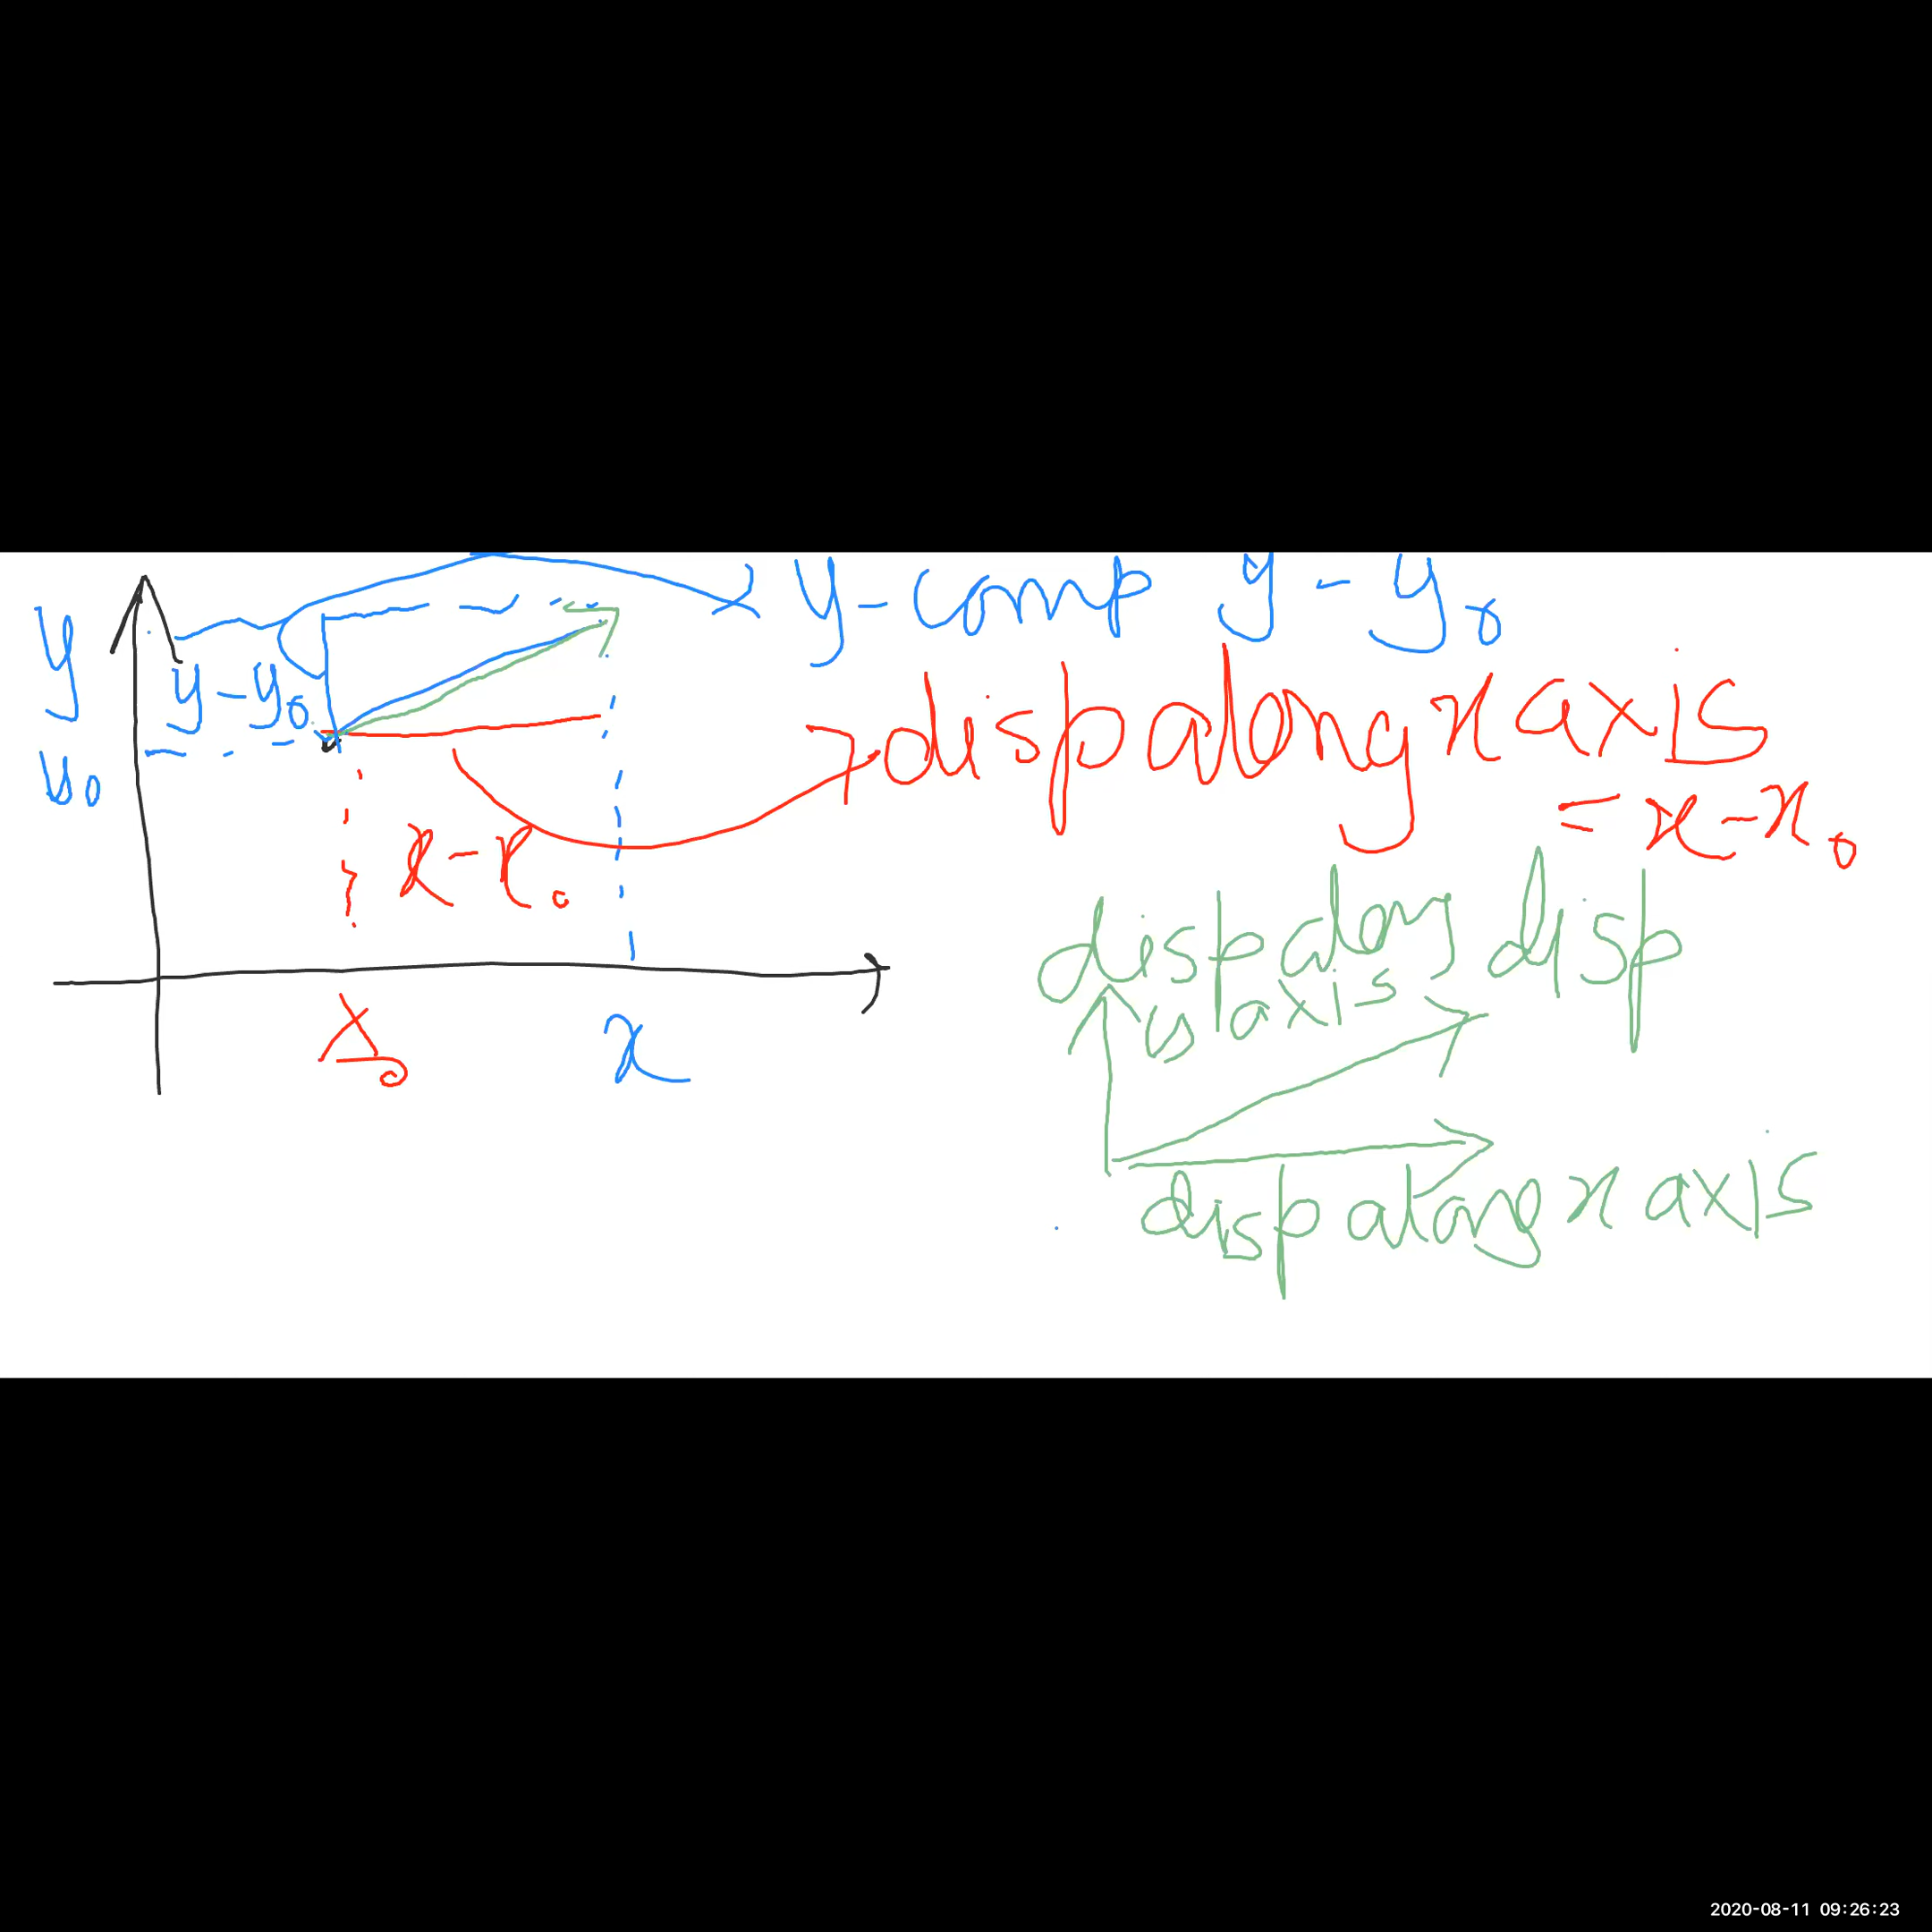 y y-comp y-y₀
y-y₀ disp along x axis
y₀ = x-x₀
x-x₀
disp along disp
y axis
x₀ x
disp along x axis
2020-08-11 09:26:23